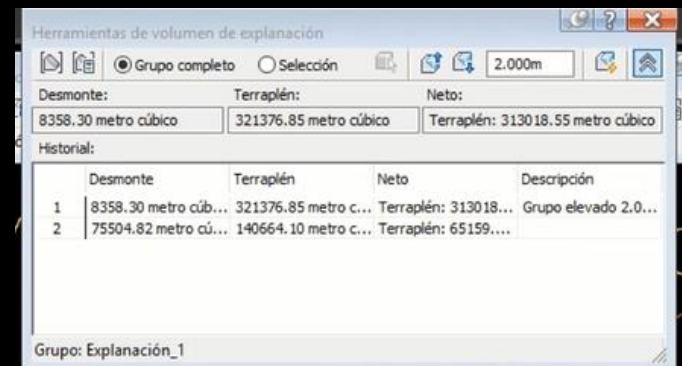 Herramientas de volumen de explanación
Grupo completo Selección 2.000m
Desmonte: Terraplén: Neto:
8358.30 metro cúbico 321376.85 metro cúbico Terraplén: 313018.55 metro cúbico
Historial:
Desmonte Terraplén Neto Descripción
1 8358.30 metro cúb... 321376.85 metro c... Terraplén: 313018... Grupo elevado 2.0...
2 75504.82 metro cú... 140664.10 metro c... Terraplén: 65159....
Grupo: Explanación_1